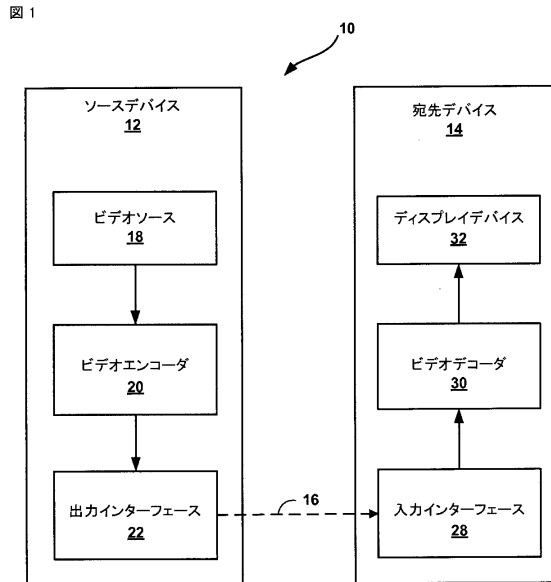 図 1
10
ソースデバイス
12
ビデオソース
18
ビデオエンコーダ
20
出力インターフェース
22
16
宛先デバイス
14
ディスプレイデバイス
32
ビデオデコーダ
30
入力インターフェース
28